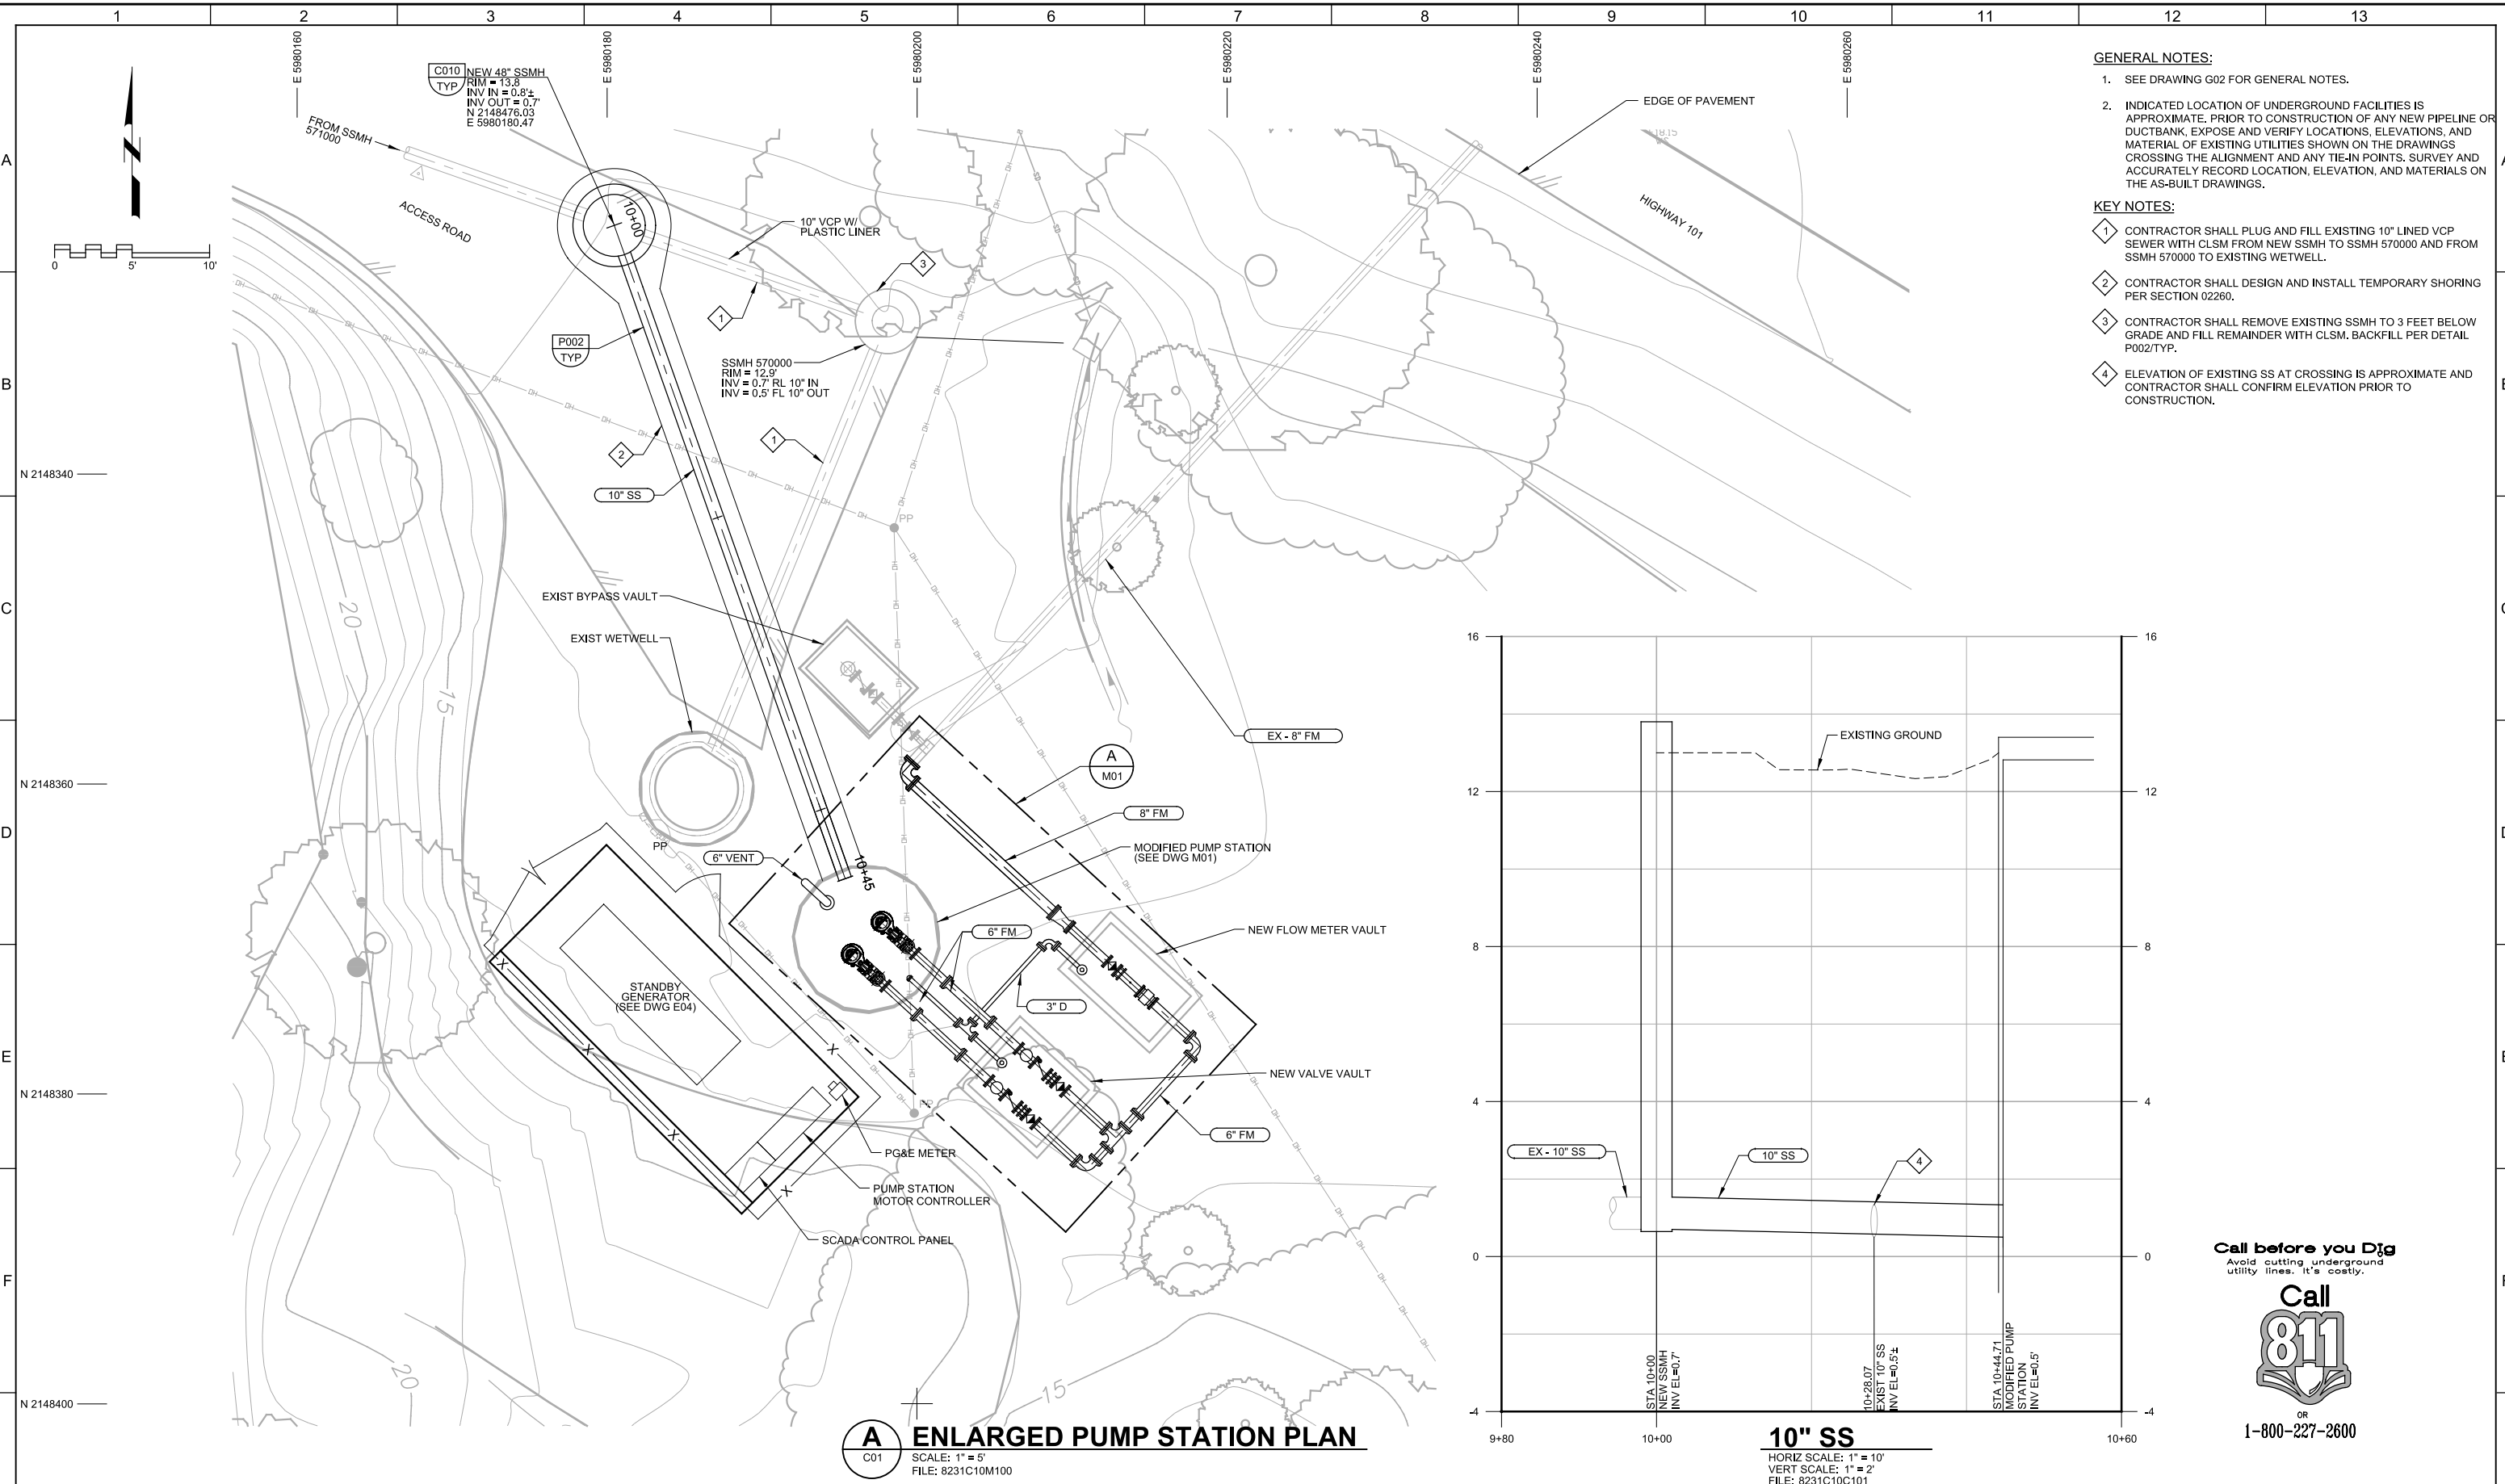 1 2 3 4 5 6 7 8 9 10 11 12 13
E 5980160
E 5980180
E 5980200
E 5980220
E 5980240
E 5980260
A
B
C
D
E
F
N 2148340
N 2148360
N 2148380
N 2148400
N
0 5' 10'
C010
TYP
NEW 48" SSMH
RIM = 13.8
INV IN = 0.8'±
INV OUT = 0.7'
N 2148476.03
E 5980180.47
FROM SSMH
571000
ACCESS ROAD
10+00
10" VCP W/
PLASTIC LINER
3
1
P002
TYP
SSMH 570000
RIM = 12.9'
INV = 0.7' RL 10" IN
INV = 0.5' FL 10" OUT
1
2
10" SS
EDGE OF PAVEMENT
18.15
HIGHWAY 101
PP
EXIST BYPASS VAULT
EXIST WETWELL
20
15
EX - 8" FM
A
M01
8" FM
MODIFIED PUMP STATION
(SEE DWG M01)
PP
6" VENT
10+45
6" FM
NEW FLOW METER VAULT
3" D
STANDBY
GENERATOR
(SEE DWG E04)
NEW VALVE VAULT
PP
6" FM
PG&E METER
PUMP STATION
MOTOR CONTROLLER
SCADA CONTROL PANEL
20
15
A
C01
ENLARGED PUMP STATION PLAN
SCALE: 1" = 5'
FILE: 8231C10M100
GENERAL NOTES:
1. SEE DRAWING G02 FOR GENERAL NOTES.
2. INDICATED LOCATION OF UNDERGROUND FACILITIES IS
APPROXIMATE. PRIOR TO CONSTRUCTION OF ANY NEW PIPELINE OR
DUCTBANK, EXPOSE AND VERIFY LOCATIONS, ELEVATIONS, AND
MATERIAL OF EXISTING UTILITIES SHOWN ON THE DRAWINGS
CROSSING THE ALIGNMENT AND ANY TIE-IN POINTS. SURVEY AND
ACCURATELY RECORD LOCATION, ELEVATION, AND MATERIALS ON
THE AS-BUILT DRAWINGS.
KEY NOTES:
1 CONTRACTOR SHALL PLUG AND FILL EXISTING 10" LINED VCP
SEWER WITH CLSM FROM NEW SSMH TO SSMH 570000 AND FROM
SSMH 570000 TO EXISTING WETWELL.
2 CONTRACTOR SHALL DESIGN AND INSTALL TEMPORARY SHORING
PER SECTION 02260.
3 CONTRACTOR SHALL REMOVE EXISTING SSMH TO 3 FEET BELOW
GRADE AND FILL REMAINDER WITH CLSM. BACKFILL PER DETAIL
P002/TYP.
4 ELEVATION OF EXISTING SS AT CROSSING IS APPROXIMATE AND
CONTRACTOR SHALL CONFIRM ELEVATION PRIOR TO
CONSTRUCTION.
16 16
EXISTING GROUND
12 12
8 8
4 4
EX - 10" SS
10" SS
4
0 0
STA 10+00
NEW SSMH
INV EL=0.7'
10+28.07
EXIST 10" SS
INV EL=0.5'±
STA 10+44.71
MODIFIED PUMP
STATION
INV EL=0.5'
-4 -4
9+80 10+00 10+60
10" SS
HORIZ SCALE: 1" = 10'
VERT SCALE: 1" = 2'
FILE: 8231C10C101
Call before you Dig
Avoid cutting underground
utility lines. It's costly.
Call
811
OR
1-800-227-2600